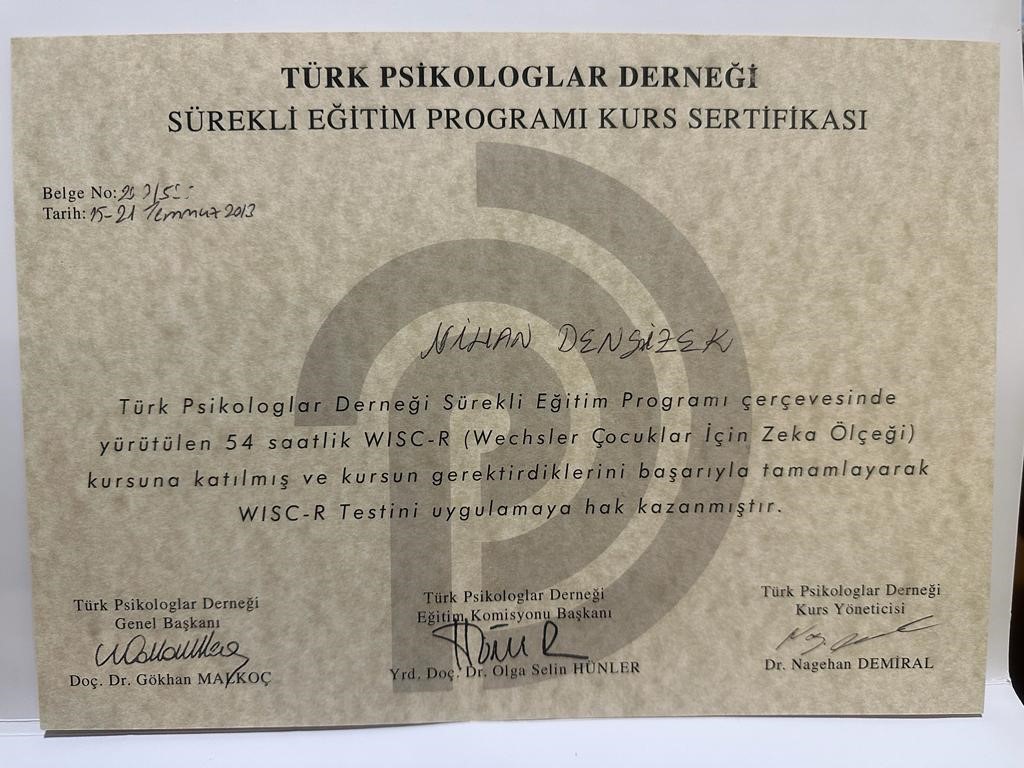 TÜRK PSİKOLOGLAR DERNEĞİ
SÜREKLİ EĞİTİM PROGRAMI KURS SERTİFİKASI
Belge No:
Tarih: 15-21 Temmuz 2013
NİHAN
Türk Psikologlar Derneği Sürekli Eğitim Programı çerçevesinde
yürütülen 54 saatlik WISC-R (Wechsler Çocuklar İçin Zeka Ölçeği)
kursuna katılmış ve kursun gerektirdiklerini başarıyla tamamlayarak
WISC-R Testini uygulamaya hak kazanmıştır.
Türk Psikologlar Derneği
Genel Başkanı
Doç. Dr. Gökhan MALKOÇ
Türk Psikologlar Derneği
Eğitim Komisyonu Başkanı
Yrd. Doç. Dr. Olga Selin HÜNLER
Türk Psikologlar Derneği
Kurs Yöneticisi
Dr. Nagehan DEMİRAL